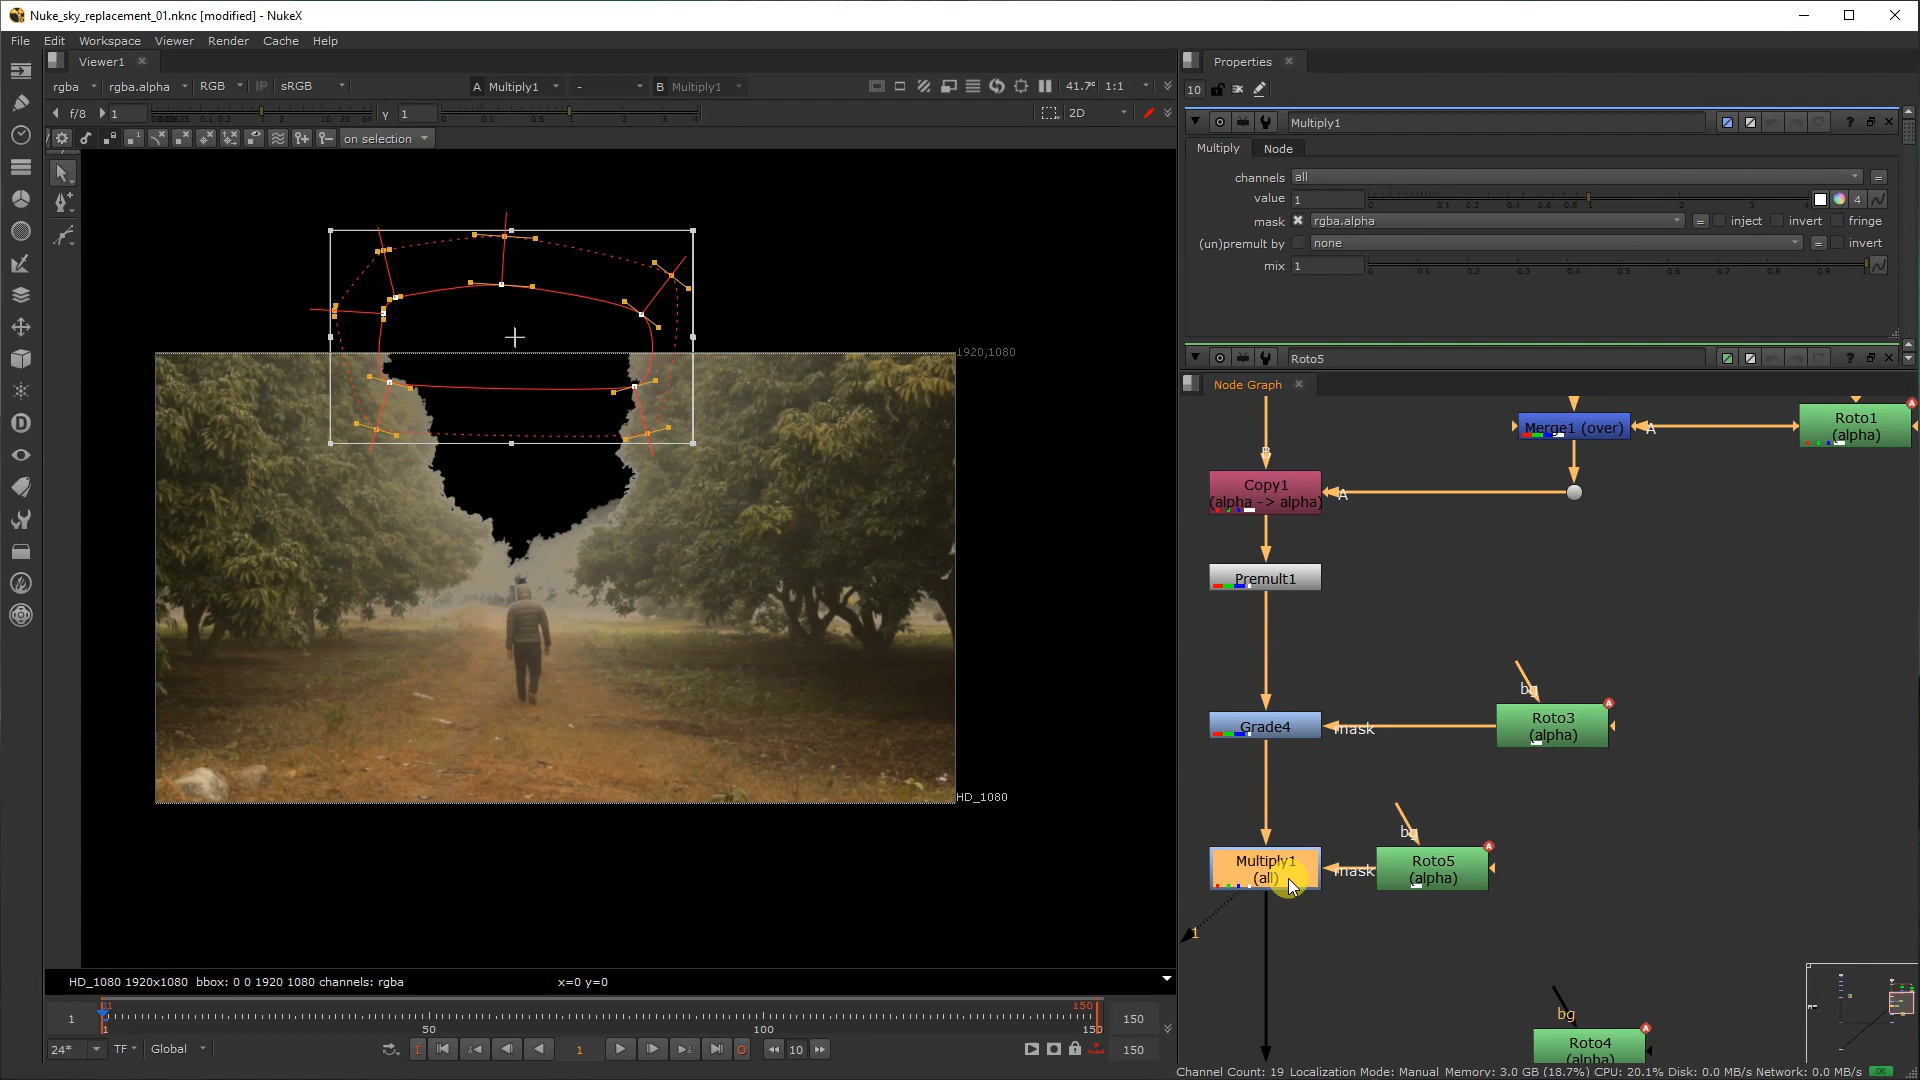 Nuke_sky_replacement_01.nknc [modified] - NukeX
File Edit Workspace Viewer Render Cache Help
Viewer1
rgba rgba.alpha RGB IP sRGB A Multiply1 - B Multiply1 41.7% 1:1
f/8 1 γ 1 2D
on selection
1920,1080
HD_1080
HD_1080 1920x1080 bbox: 0 0 1920 1080 channels: rgba x=0 y=0
1 1 50 100 150 150 150
24* TF Global 1 10 150
Properties
10
Multiply1
Multiply Node
channels all
value 1 4
mask rgba.alpha inject invert fringe
(un)premult by none invert
mix 1
Roto5
Node Graph
Merge1 (over)
A
Roto1
(alpha)
B
Copy1
(alpha -> alpha)
A
Premult1
bg
Grade4
mask
Roto3
(alpha)
bg
Multiply1
(all)
mask
Roto5
(alpha)
1
bg
Roto4
(alpha)
Channel Count: 19 Localization Mode: Manual Memory: 3.0 GB (18.7%) CPU: 20.1% Disk: 0.0 MB/s Network: 0.0 MB/s OK